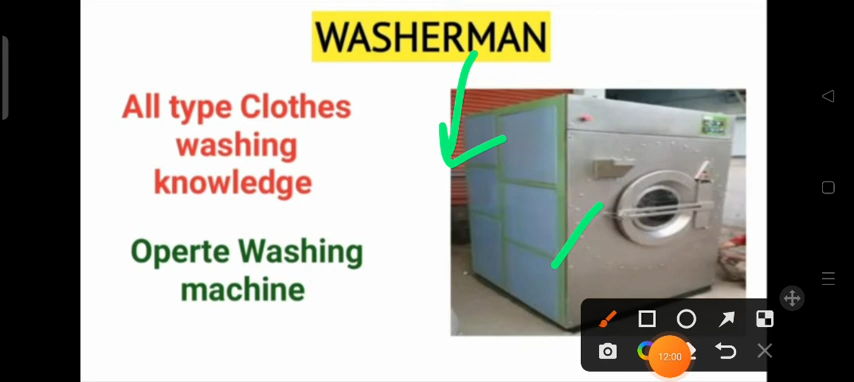 WASHERMAN
All type Clothes
washing
knowledge
Operte Washing
machine
12:00